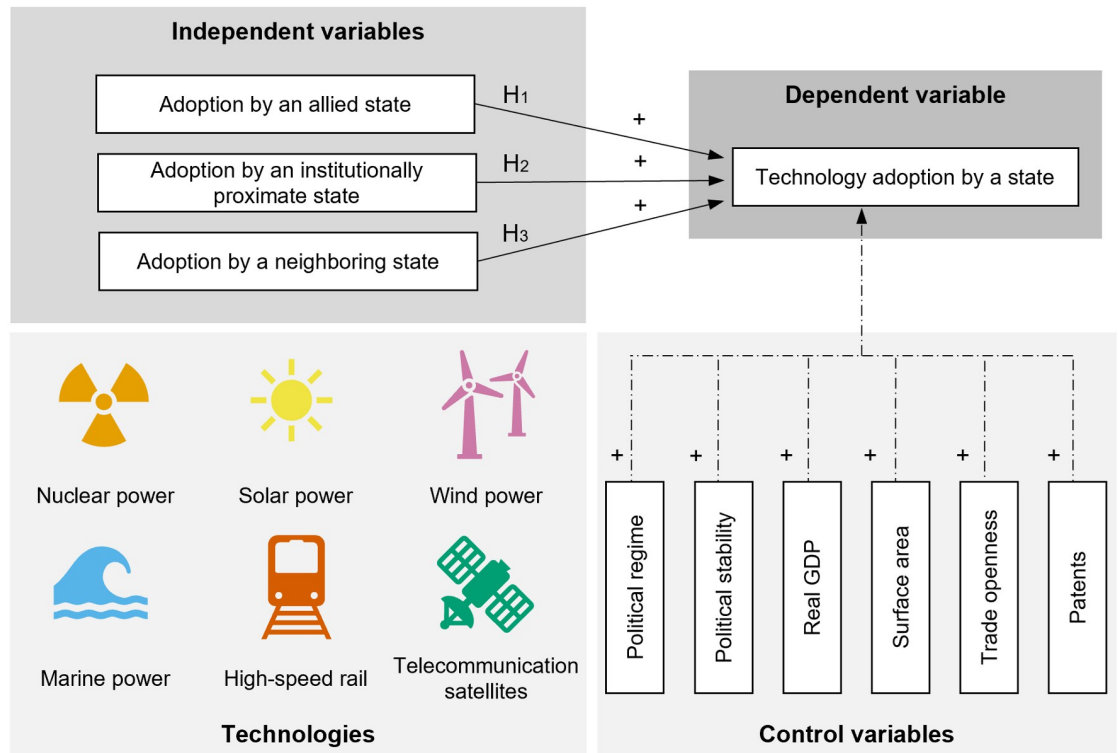 Independent variables
Adoption by an allied state
Adoption by an institutionally
proximate state
Adoption by a neighboring state
H1
H2
H3
+
+
+
Dependent variable
Technology adoption by a state
Nuclear power
Solar power
Wind power
Marine power
High-speed rail
Telecommunication
satellites
Technologies
+
+
+
+
+
+
Political regime
Political stability
Real GDP
Surface area
Trade openness
Patents
Control variables